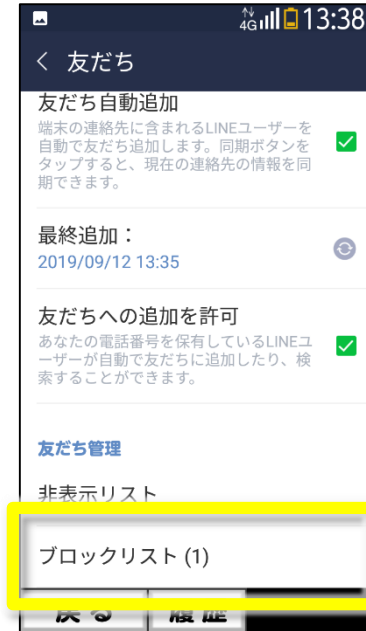 4G 13:38
< 友だち
友だち自動追加
端末の連絡先に含まれるLINEユーザーを
自動で友だち追加します。同期ボタンを
タップすると、現在の連絡先の情報を同
期できます。
最終追加：
2019/09/12 13:35
友だちへの追加を許可
あなたの電話番号を保有しているLINEユ
ーザーが自動で友だちに追加したり、検
索することができます。
友だち管理
非表示リスト
ブロックリスト (1)
戻る 履歴